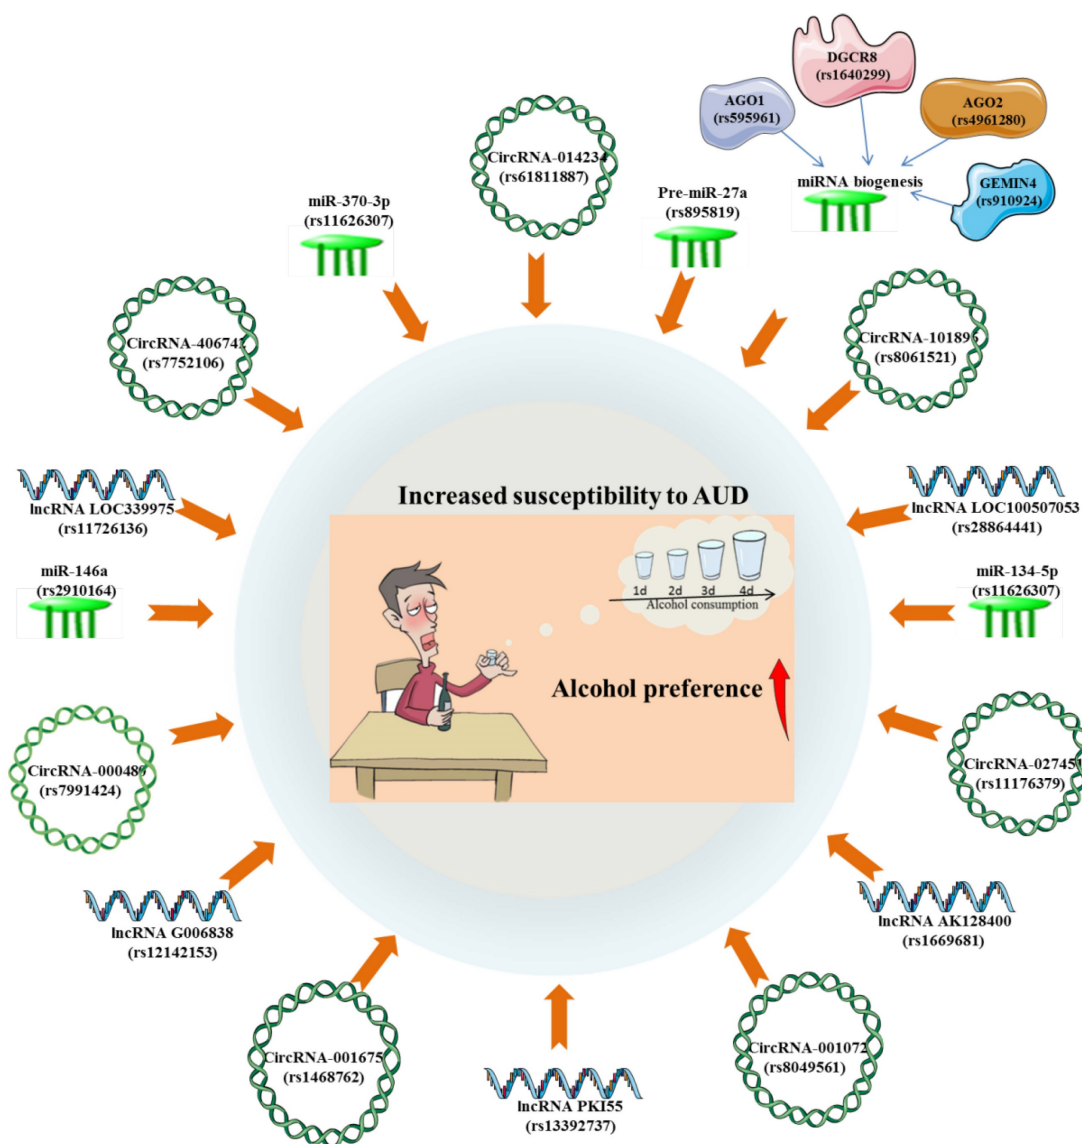 DGCR8
(rs1640299)
AGO1
(rs595961)
AGO2
(rs4961280)
miRNA biogenesis
GEMIN4
(rs910924)
CircRNA-014234
(rs61811887)
miR-370-3p
(rs11626307)
Pre-miR-27a
(rs895819)
CircRNA-406742
(rs7752106)
CircRNA-101895
(rs8061521)
lncRNA LOC339975
(rs11726136)
lncRNA LOC100507053
(rs28864441)
Increased susceptibility to AUD
1d 2d 3d 4d
Alcohol consumption
Alcohol preference
miR-146a
(rs2910164)
miR-134-5p
(rs11626307)
CircRNA-000489
(rs7991424)
CircRNA-02745
(rs11176379)
lncRNA G006838
(rs12142153)
lncRNA AK128400
(rs1669681)
CircRNA-001675
(rs1468762)
lncRNA PKI55
(rs13392737)
CircRNA-001072
(rs8049561)